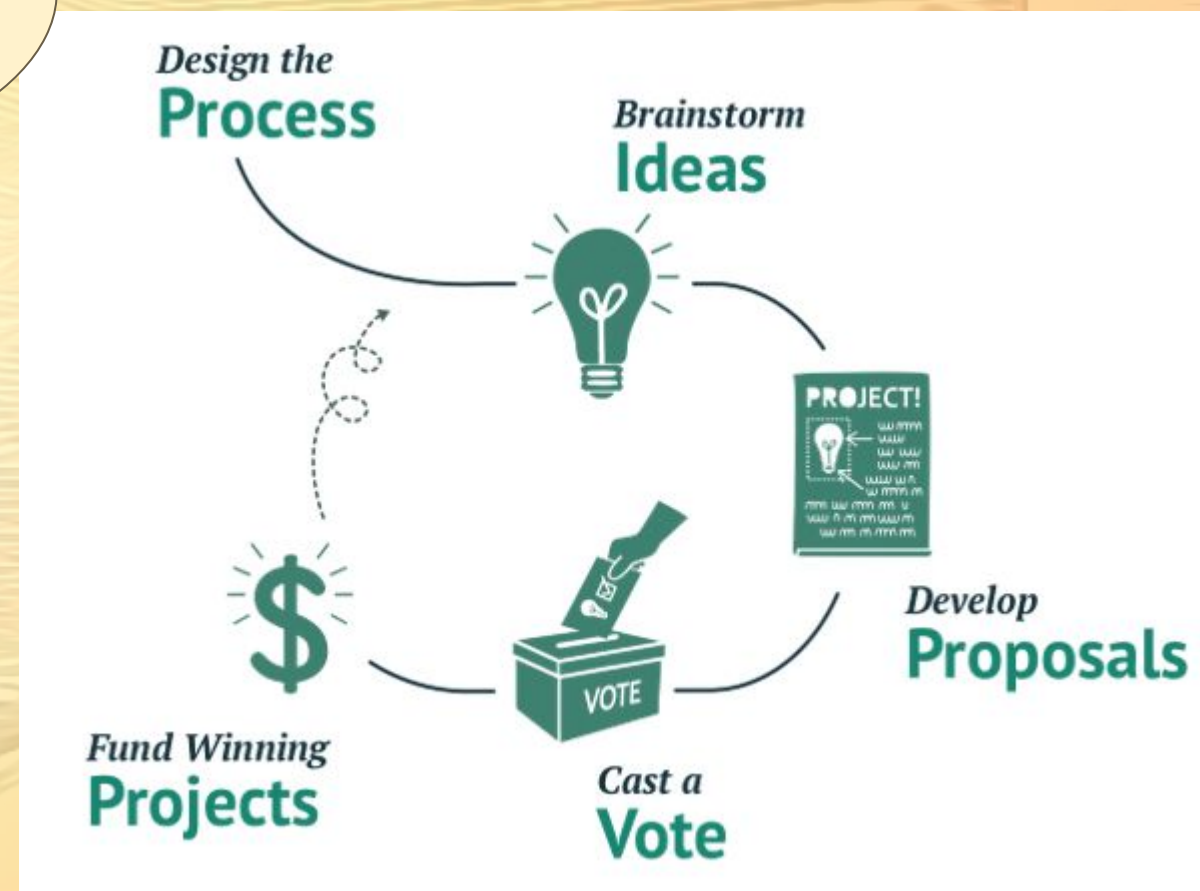 Design the
Process
Brainstorm
Ideas
PROJECT!
Develop
Proposals
VOTE
Cast a
Vote
Fund Winning
Projects